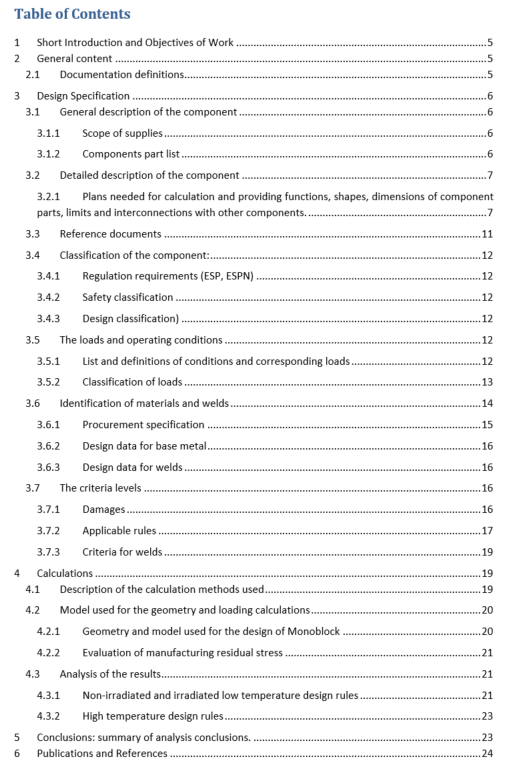 Table of Contents
1 Short Introduction and Objectives of Work ...5
2 General content ...5
2.1 Documentation definitions...5
3 Design Specification ...6
3.1 General description of the component ...6
3.1.1 Scope of supplies ...6
3.1.2 Components part list ...6
3.2 Detailed description of the component ...7
3.2.1 Plans needed for calculation and providing functions, shapes, dimensions of component
parts, limits and interconnections with other components. ...7
3.3 Reference documents ...11
3.4 Classification of the component: ...12
3.4.1 Regulation requirements (ESP, ESPN) ...12
3.4.2 Safety classification ...12
3.4.3 Design classification) ...12
3.5 The loads and operating conditions ...12
3.5.1 List and definitions of conditions and corresponding loads ...12
3.5.2 Classification of loads ...13
3.6 Identification of materials and welds ...14
3.6.1 Procurement specification ...15
3.6.2 Design data for base metal ...16
3.6.3 Design data for welds ...16
3.7 The criteria levels ...16
3.7.1 Damages ...16
3.7.2 Applicable rules ...17
3.7.3 Criteria for welds ...19
4 Calculations ...19
4.1 Description of the calculation methods used ...19
4.2 Model used for the geometry and loading calculations ...20
4.2.1 Geometry and model used for the design of Monoblock ...20
4.2.2 Evaluation of manufacturing residual stress ...21
4.3 Analysis of the results ...21
4.3.1 Non-irradiated and irradiated low temperature design rules ...21
4.3.2 High temperature design rules ...23
5 Conclusions: summary of analysis conclusions. ...23
6 Publications and References ...24